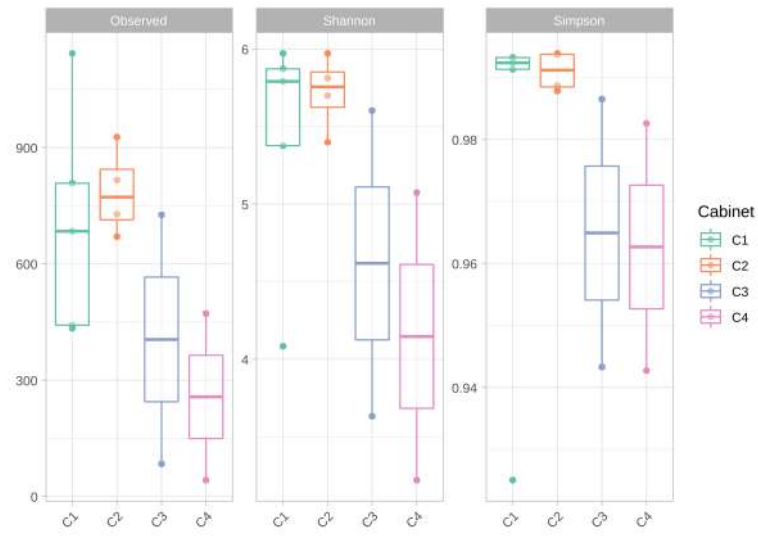 Observed
Shannon
Simpson
900
600
300
0
6
5
4
0.98
0.96
0.94
C1 C2 C3 C4
C1 C2 C3 C4
C1 C2 C3 C4
Cabinet
C1
C2
C3
C4